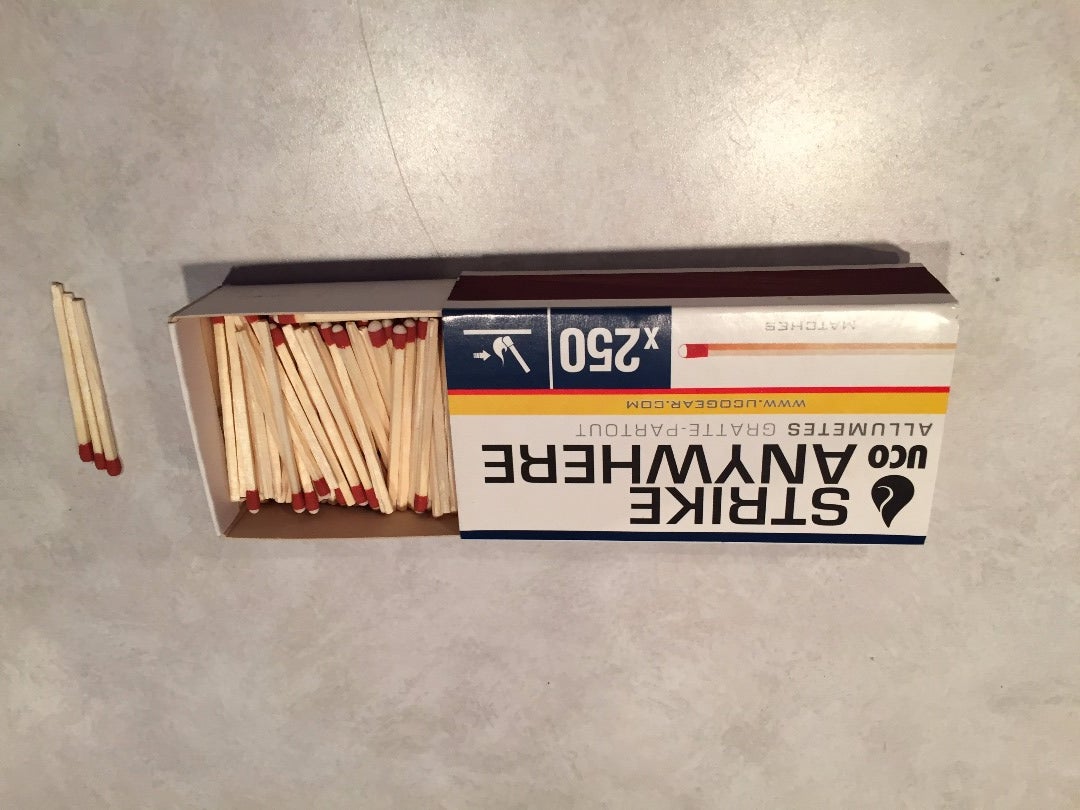 STRIKE
UCO ANYWHERE
ALLUMETES GRATTE-PARTOUT
WWW.UCOGEAR.COM
MATCHES
x250